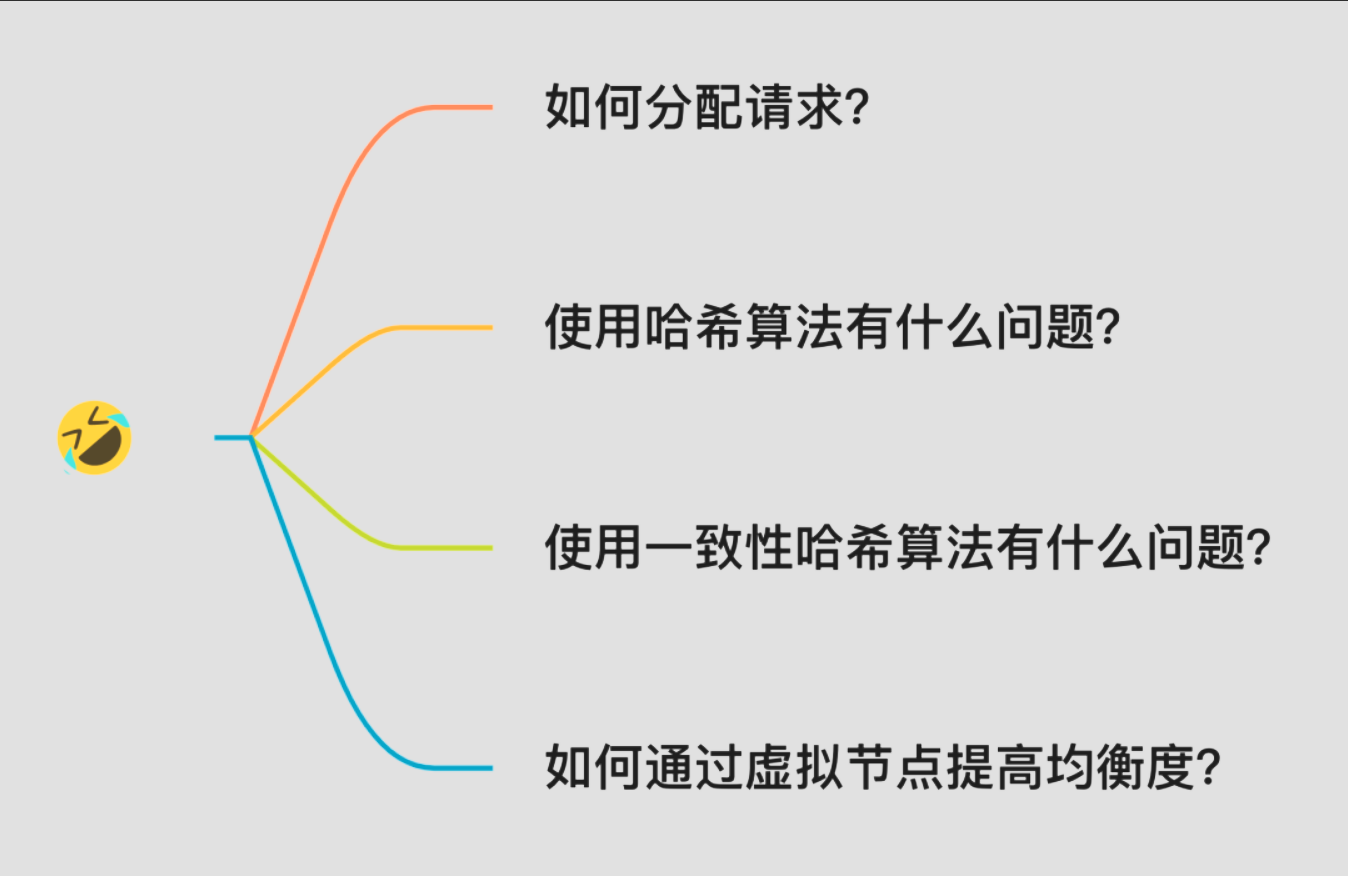 如何分配请求?
使用哈希算法有什么问题?
使用一致性哈希算法有什么问题?
如何通过虚拟节点提高均衡度?